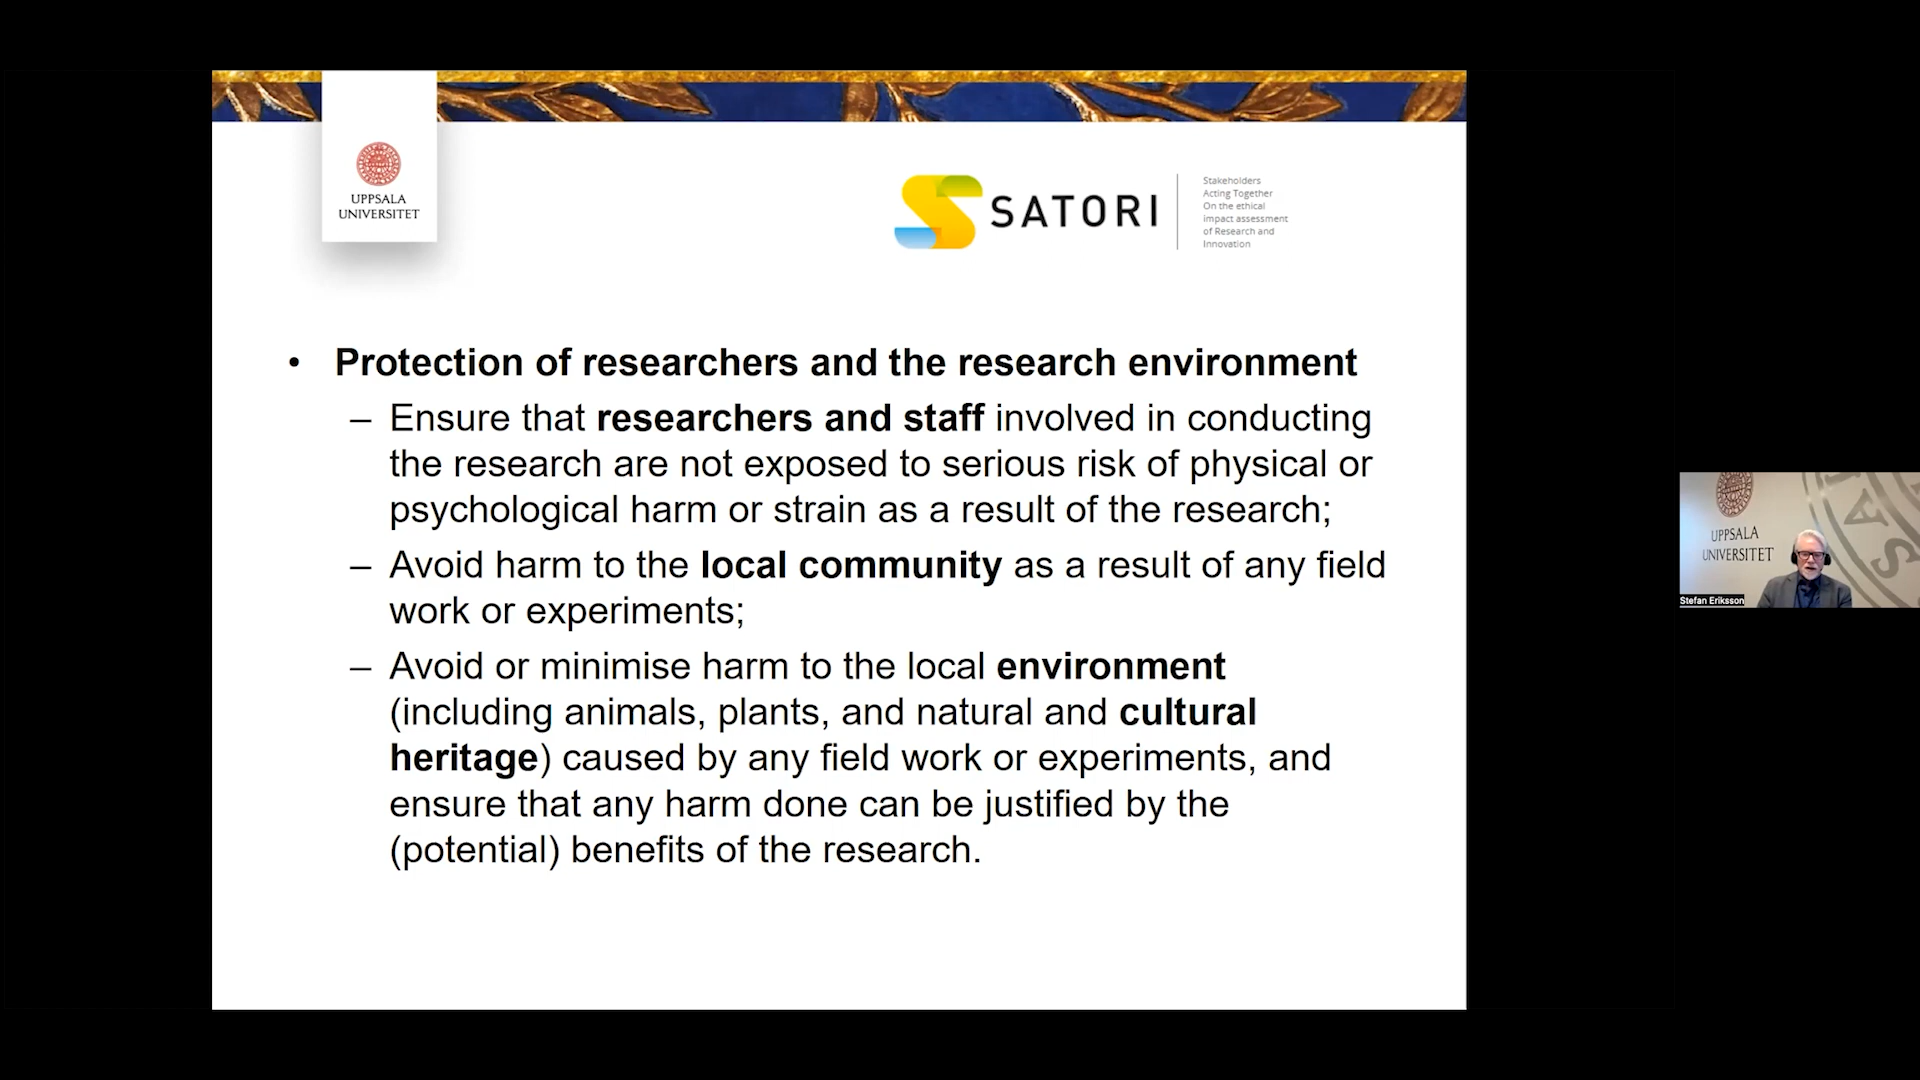 UPPSALA
UNIVERSITET
SATORI
Stakeholders
Acting Together
On the ethical
impact assessment
of Research and
Innovation
• Protection of researchers and the research environment
– Ensure that researchers and staff involved in conducting
the research are not exposed to serious risk of physical or
psychological harm or strain as a result of the research;
– Avoid harm to the local community as a result of any field
work or experiments;
– Avoid or minimise harm to the local environment
(including animals, plants, and natural and cultural
heritage) caused by any field work or experiments, and
ensure that any harm done can be justified by the
(potential) benefits of the research.
UPPSALA
UNIVERSITET
Stefan Eriksson